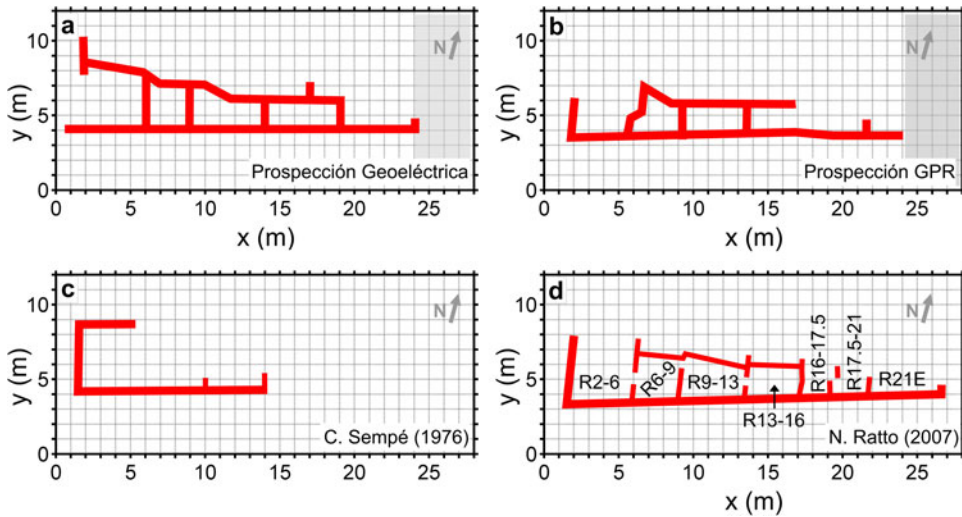 a
N
Prospección Geoeléctrica
y (m)
10
5
0
0 5 10 15 20 25
x (m)
b
N
Prospección GPR
y (m)
10
5
0
0 5 10 15 20 25
x (m)
c
N
C. Sempé (1976)
y (m)
10
5
0
0 5 10 15 20 25
x (m)
d
N
R2-6
R6-9
R9-13
R13-16
R16-17.5
R17.5-21
R21E
N. Ratto (2007)
y (m)
10
5
0
0 5 10 15 20 25
x (m)